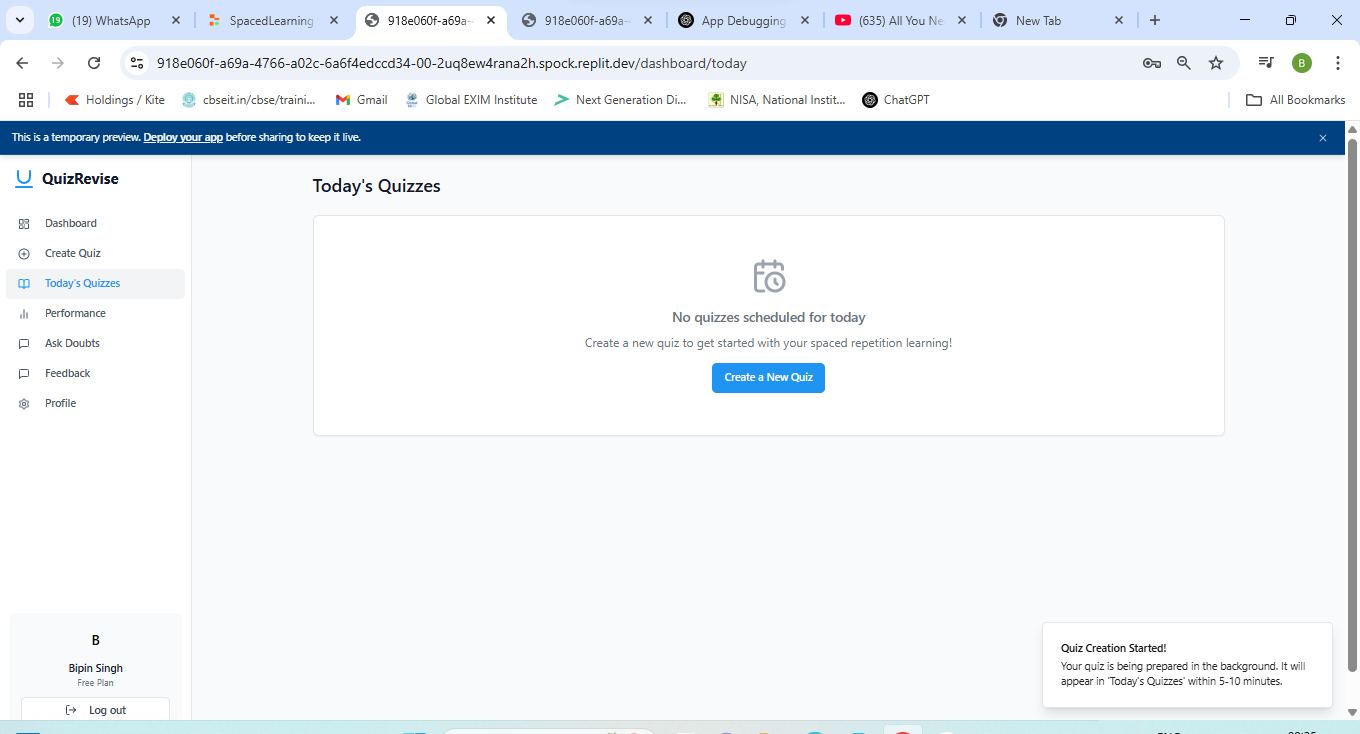 (19) WhatsApp
SpacedLearning
918e060f-a69a-
918e060f-a69a-
App Debugging
(635) All You Ne
New Tab
918e060f-a69a-4766-a02c-6a6f4edccd34-00-2uq8ew4rana2h.spock.replit.dev/dashboard/today
B
Holdings / Kite
cbseit.in/cbse/traini...
Gmail
Global EXIM Institute
Next Generation Di...
NISA, National Instit...
ChatGPT
All Bookmarks
This is a temporary preview. Deploy your app before sharing to keep it live.
QuizRevise
Dashboard
Create Quiz
Today's Quizzes
Performance
Ask Doubts
Feedback
Profile
B
Bipin Singh
Free Plan
Log out
Today's Quizzes
No quizzes scheduled for today
Create a new quiz to get started with your spaced repetition learning!
Create a New Quiz
Quiz Creation Started!
Your quiz is being prepared in the background. It will
appear in 'Today's Quizzes' within 5-10 minutes.